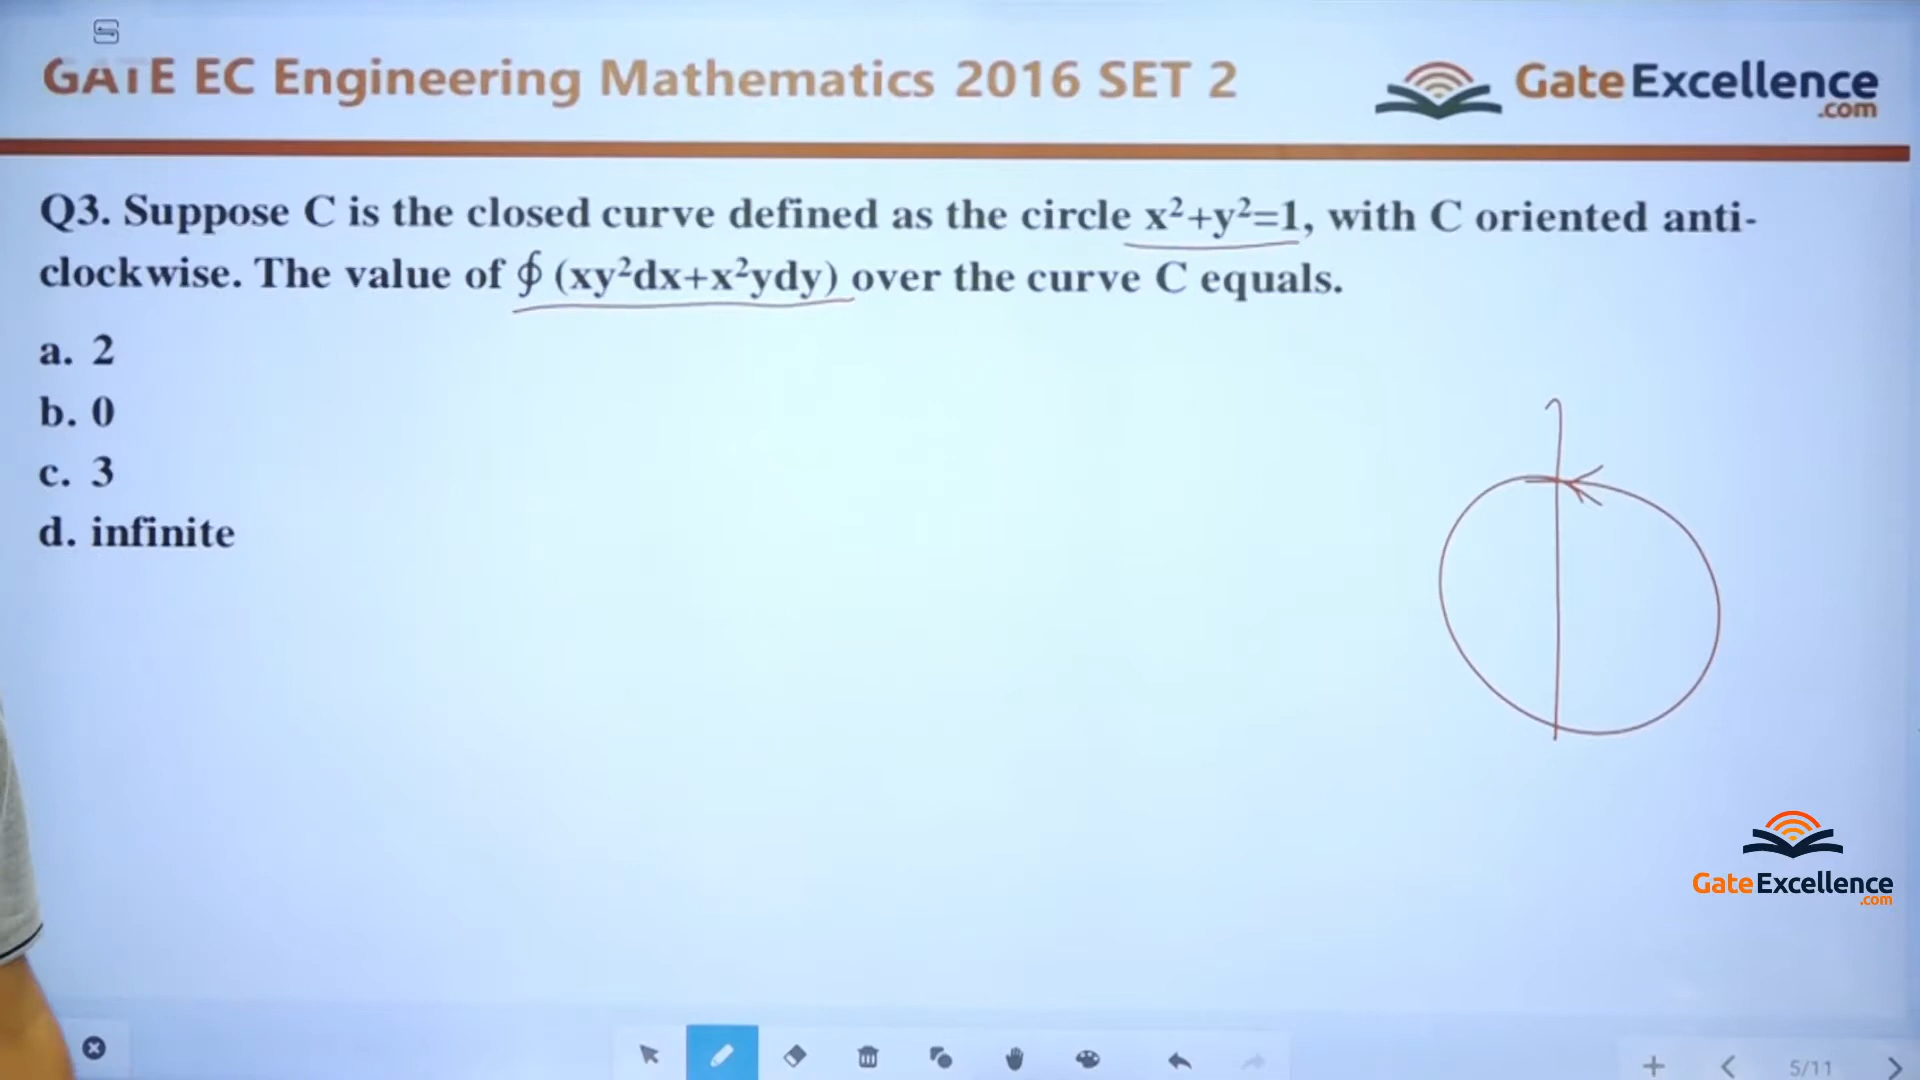 GATE EC Engineering Mathematics 2016 SET 2
GateExcellence
.com
Q3. Suppose C is the closed curve defined as the circle x²+y²=1, with C oriented anti-
clockwise. The value of ∮ (xy²dx+x²ydy) over the curve C equals.
a. 2
b. 0
c. 3
d. infinite
GateExcellence
.com
5/11